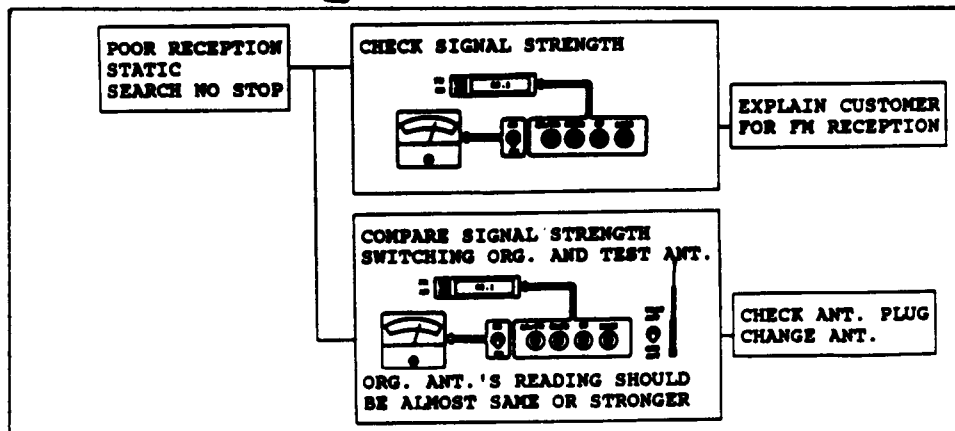 POOR RECEPTION
STATIC
SEARCH NO STOP
CHECK SIGNAL STRENGTH
EXPLAIN CUSTOMER
FOR FM RECEPTION
COMPARE SIGNAL STRENGTH
SWITCHING ORG. AND TEST ANT.
CHECK ANT. PLUG
CHANGE ANT.
ORG. ANT.'S READING SHOULD
BE ALMOST SAME OR STRONGER